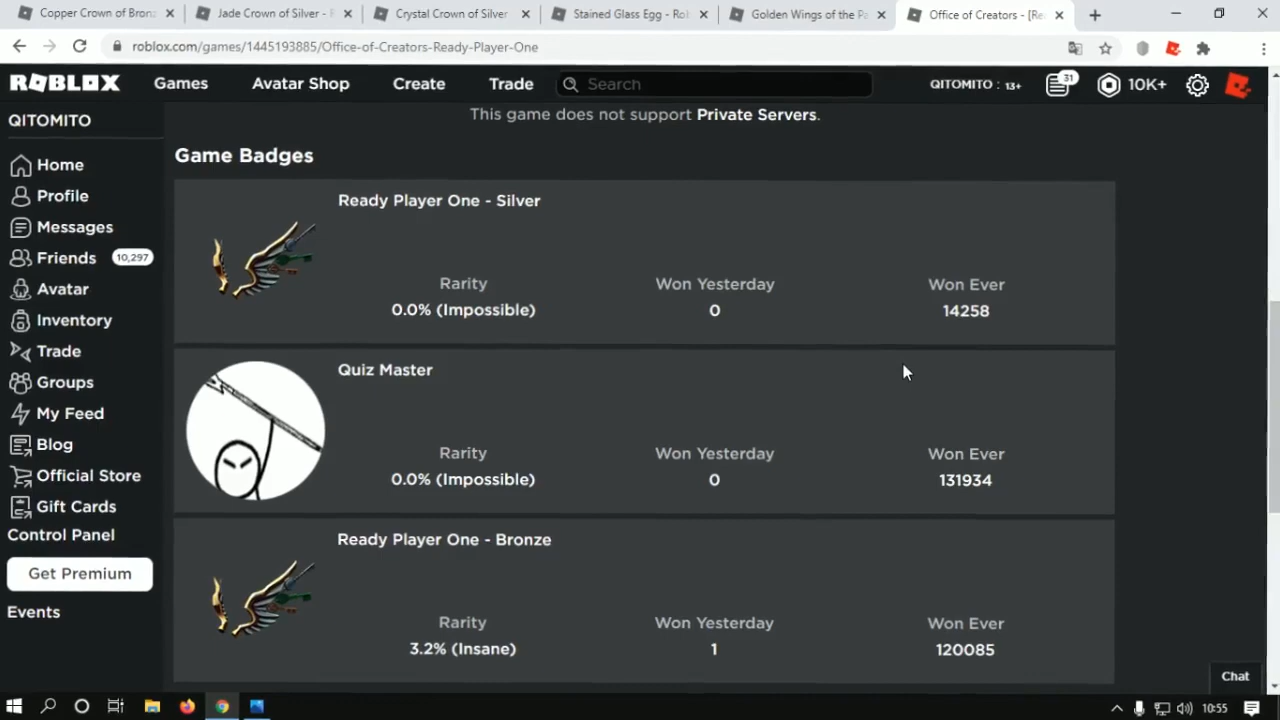 Copper Crown of Bronz
Jade Crown of Silver - R
Crystal Crown of Silver
Stained Glass Egg - Rob
Golden Wings of the Pa
Office of Creators - [Re
roblox.com/games/1445193885/Office-of-Creators-Ready-Player-One
ROBLOX
Games
Avatar Shop
Create
Trade
Search
QITOMITO : 13+
31
10K+
QITOMITO
This game does not support Private Servers.
Home
Profile
Messages
Friends
10,297
Avatar
Inventory
Trade
Groups
My Feed
Blog
Official Store
Gift Cards
Control Panel
Get Premium
Events
Game Badges
Ready Player One - Silver
Rarity
Won Yesterday
Won Ever
0.0% (Impossible)
0
14258
Quiz Master
Rarity
Won Yesterday
Won Ever
0.0% (Impossible)
0
131934
Ready Player One - Bronze
Rarity
Won Yesterday
Won Ever
3.2% (Insane)
1
120085
Chat
10:55